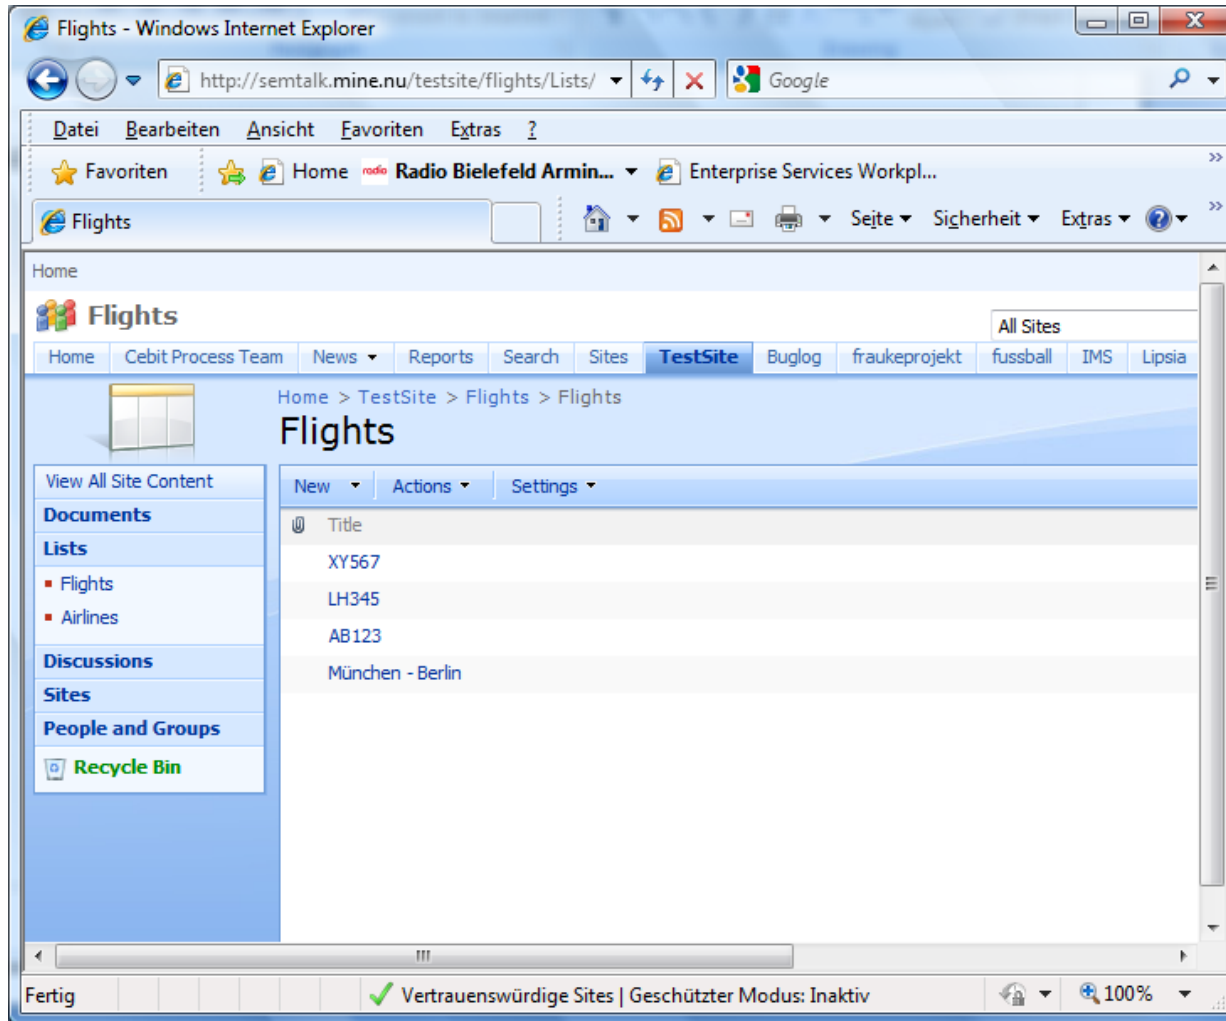 Flights - Windows Internet Explorer
http://semtalk.mine.nu/testsite/flights/Lists/ Google
Datei Bearbeiten Ansicht Favoriten Extras ?
Favoriten Home radio Radio Bielefeld Armin... Enterprise Services Workpl...
Flights Seite Sicherheit Extras
Home
Flights All Sites
Home Cebit Process Team News Reports Search Sites TestSite Buglog fraukeprojekt fussball IMS Lipsia
Home > TestSite > Flights > Flights
Flights
View All Site Content
Documents
Lists
Flights
Airlines
Discussions
Sites
People and Groups
Recycle Bin
New Actions Settings
Title
XY567
LH345
AB123
München - Berlin
Fertig Vertrauenswürdige Sites | Geschützter Modus: Inaktiv 100%